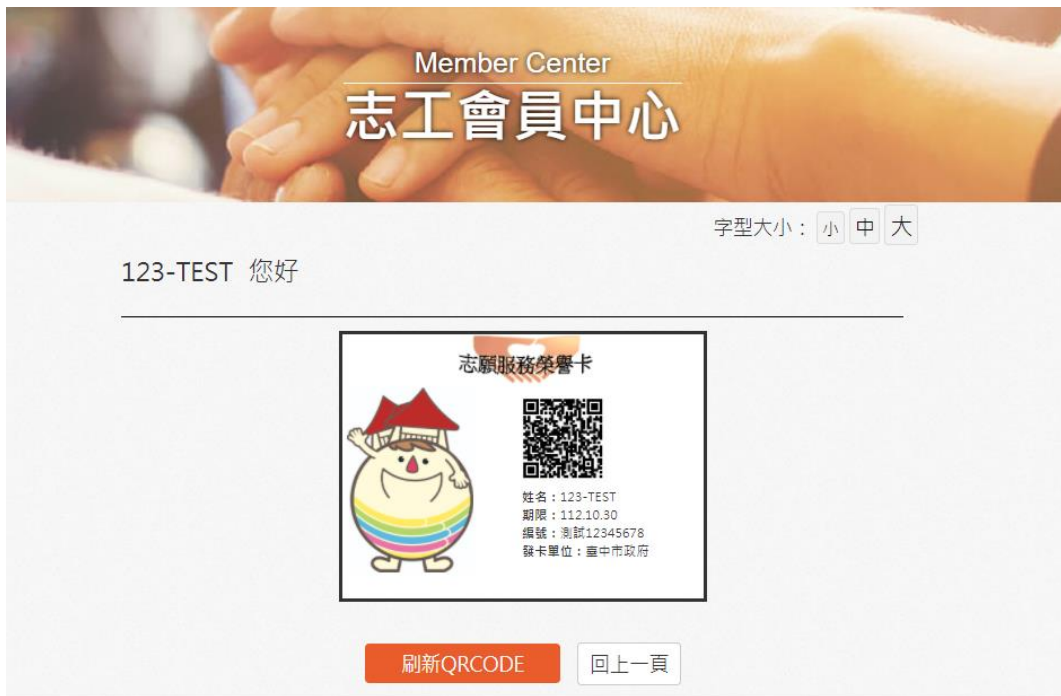 Member Center
志工會員中心
字型大小： 小 中 大
123-TEST 您好
志願服務榮譽卡
姓名：123-TEST
期限：112.10.30
編號：測試12345678
發卡單位：臺中市政府
刷新QRCODE 回上一頁